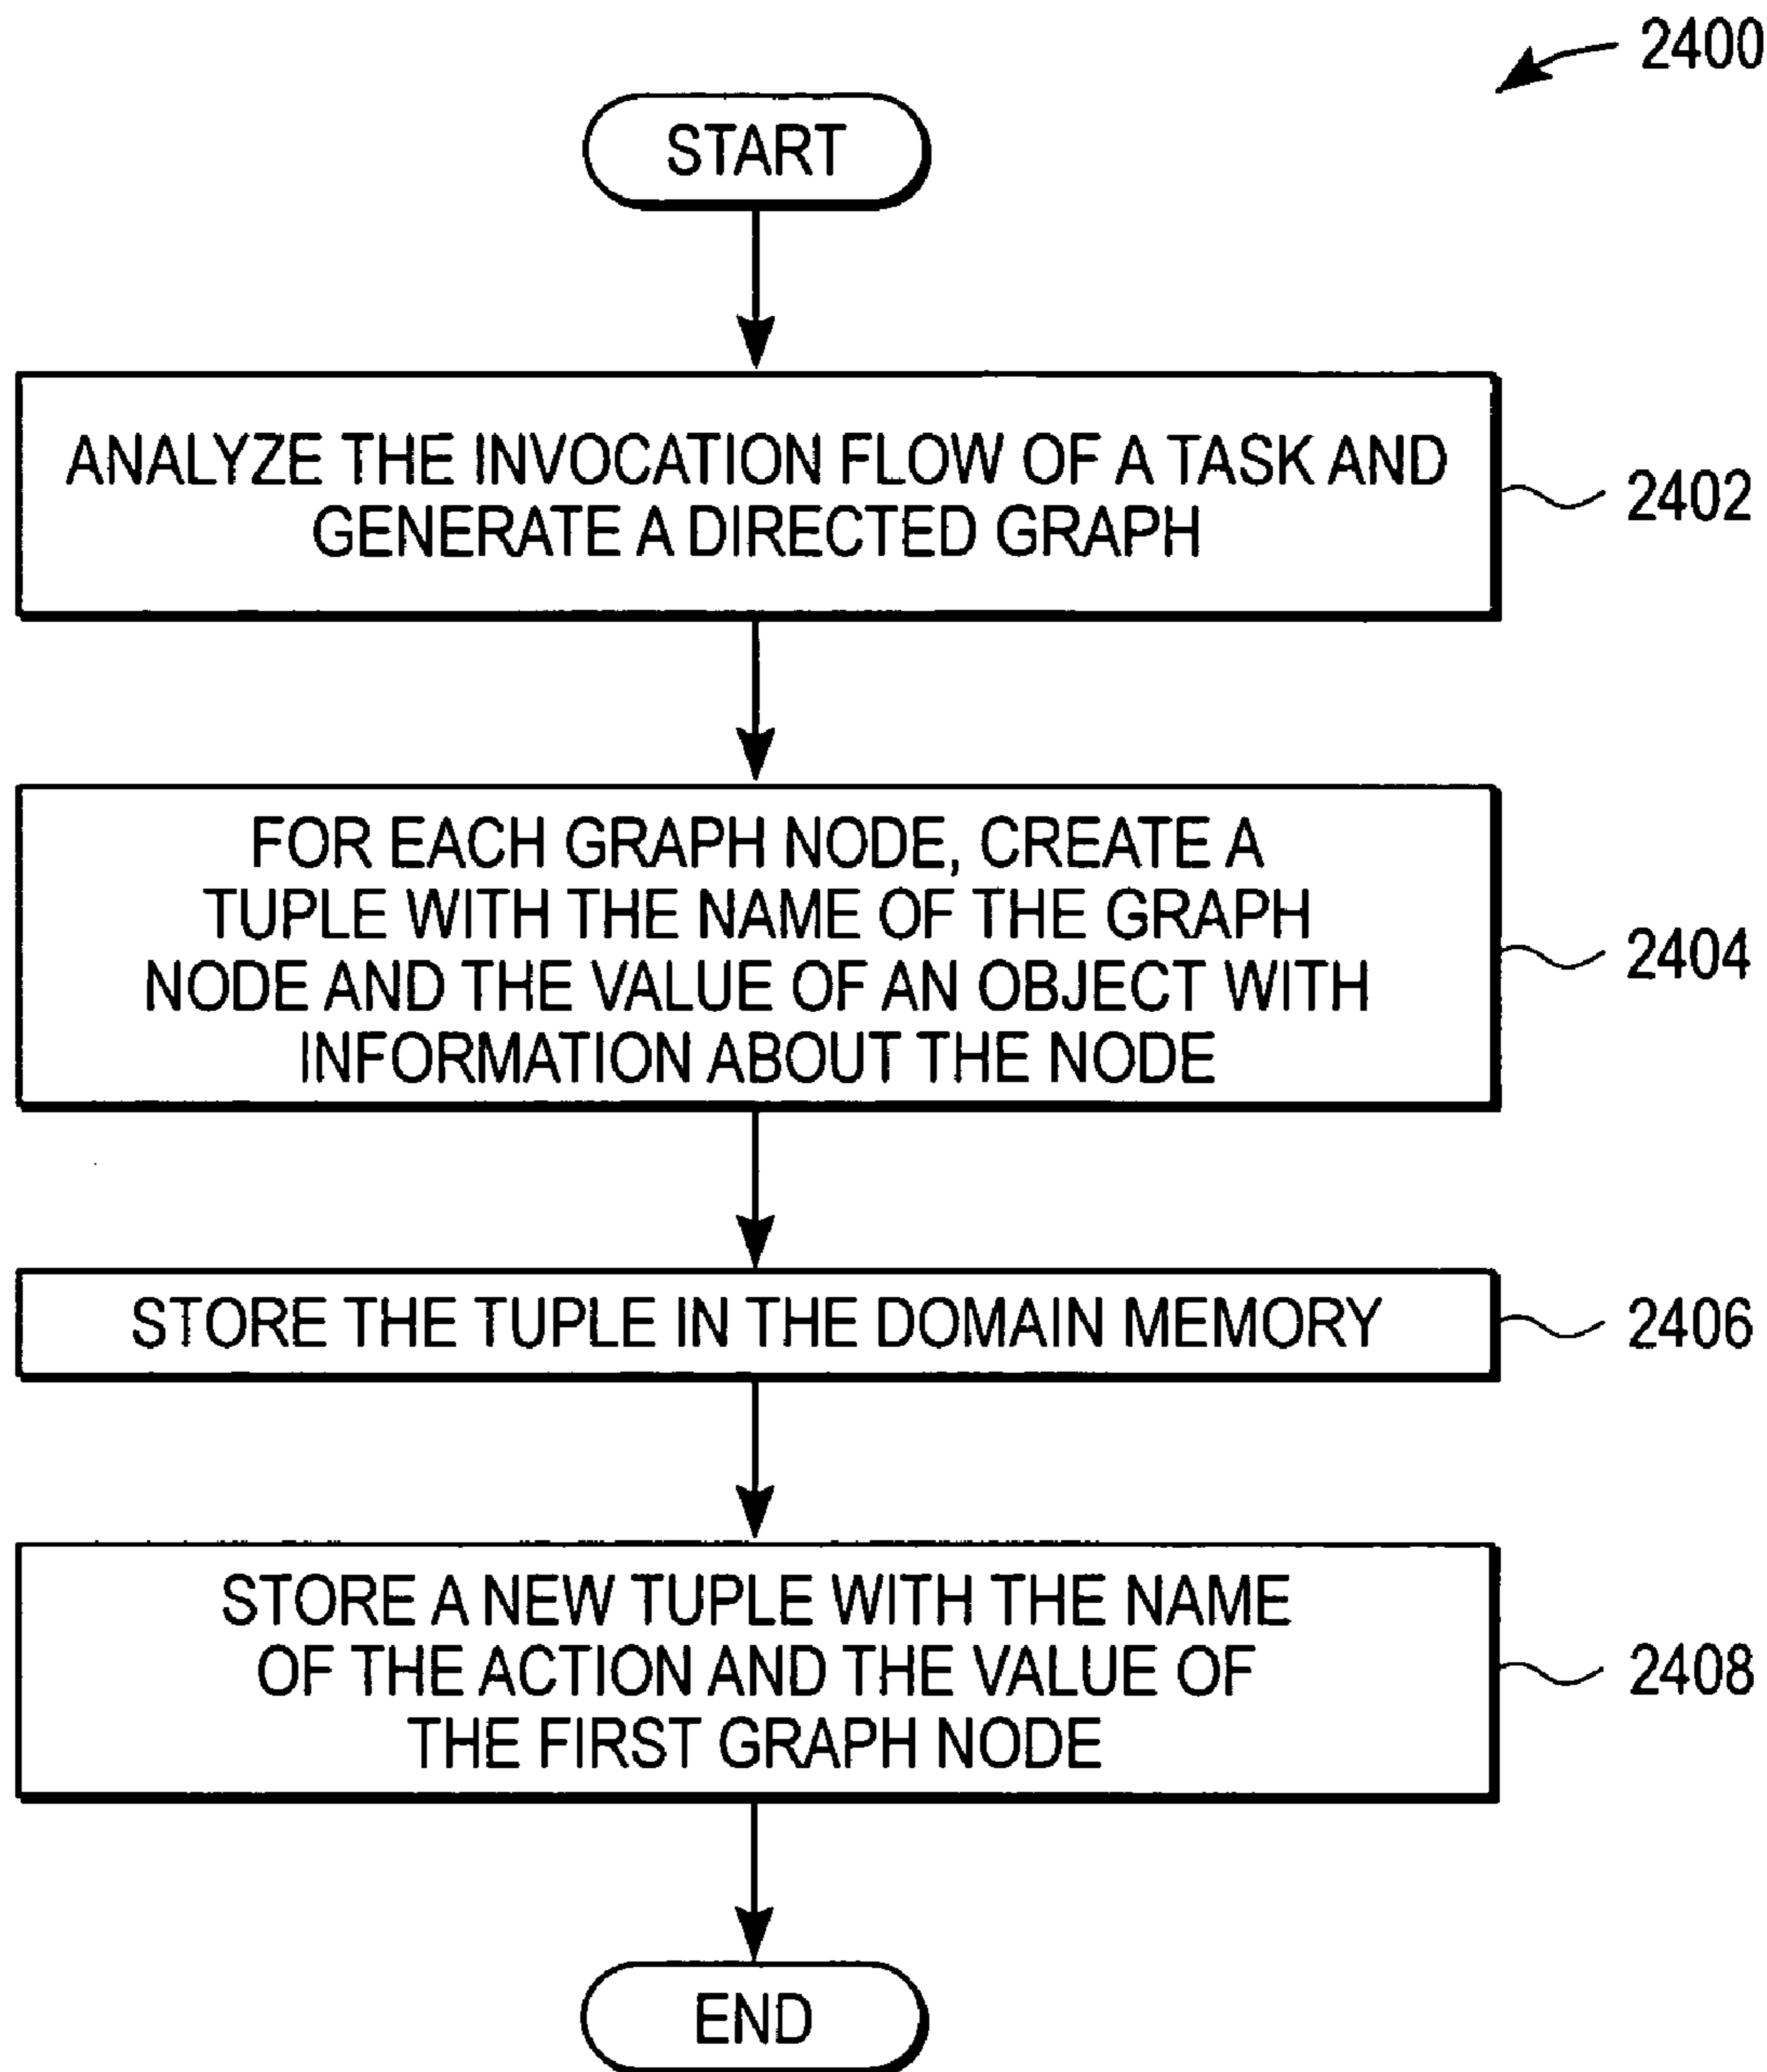 2400
START
ANALYZE THE INVOCATION FLOW OF A TASK AND
GENERATE A DIRECTED GRAPH
2402
FOR EACH GRAPH NODE, CREATE A
TUPLE WITH THE NAME OF THE GRAPH
NODE AND THE VALUE OF AN OBJECT WITH
INFORMATION ABOUT THE NODE
2404
STORE THE TUPLE IN THE DOMAIN MEMORY
2406
STORE A NEW TUPLE WITH THE NAME
OF THE ACTION AND THE VALUE OF
THE FIRST GRAPH NODE
2408
END